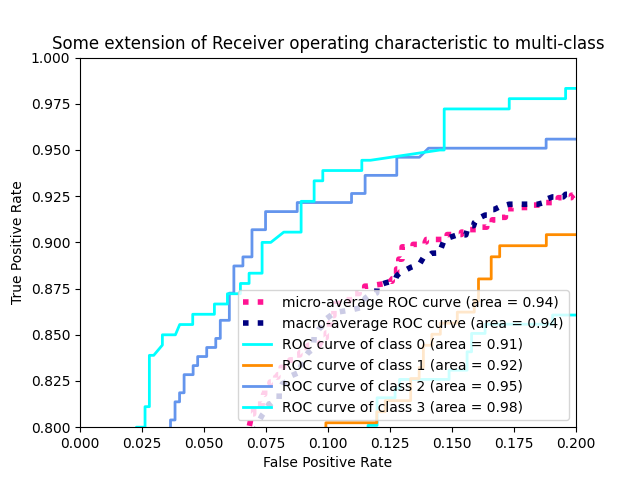 Some extension of Receiver operating characteristic to multi-class
True Positive Rate
1.000
0.975
0.950
0.925
0.900
0.875
0.850
0.825
0.800
micro-average ROC curve (area = 0.94)
macro-average ROC curve (area = 0.94)
ROC curve of class 0 (area = 0.91)
ROC curve of class 1 (area = 0.92)
ROC curve of class 2 (area = 0.95)
ROC curve of class 3 (area = 0.98)
0.000 0.025 0.050 0.075 0.100 0.125 0.150 0.175 0.200
False Positive Rate